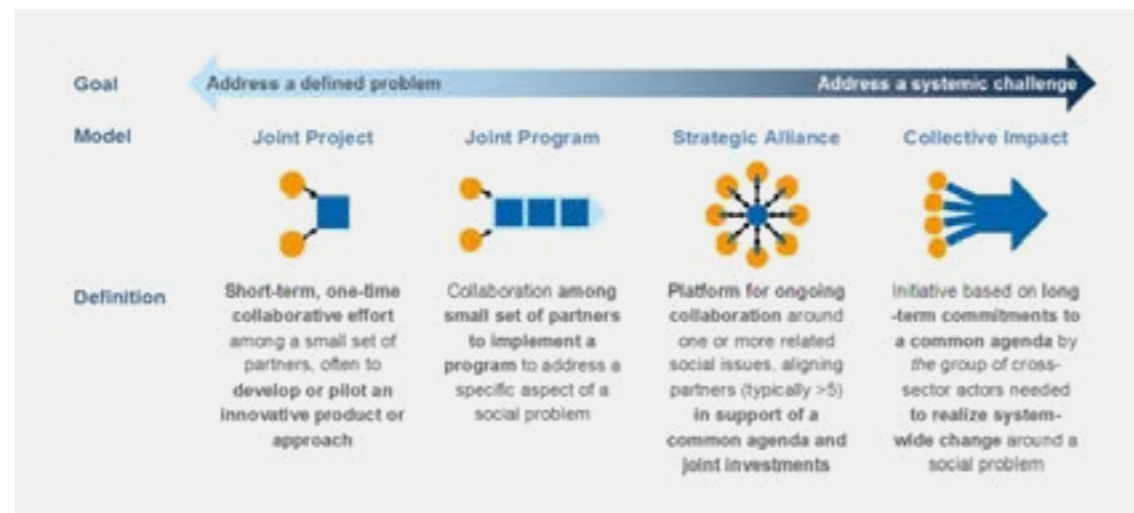 Goal
Address a defined problem
Address a systemic challenge
Model
Joint Project
Joint Program
Strategic Alliance
Collective Impact
Definition
Short-term, one-time
collaborative effort
among a small set of
partners, often to
develop or pilot an
innovative product or
approach
Collaboration among
small set of partners
to implement a
program to address a
specific aspect of a
social problem
Platform for ongoing
collaboration around
one or more related
social issues, aligning
partners (typically >5)
in support of a
common agenda and
joint investments
Initiative based on long
-term commitments to
a common agenda by
the group of cross-
sector actors needed
to realize system-
wide change around a
social problem